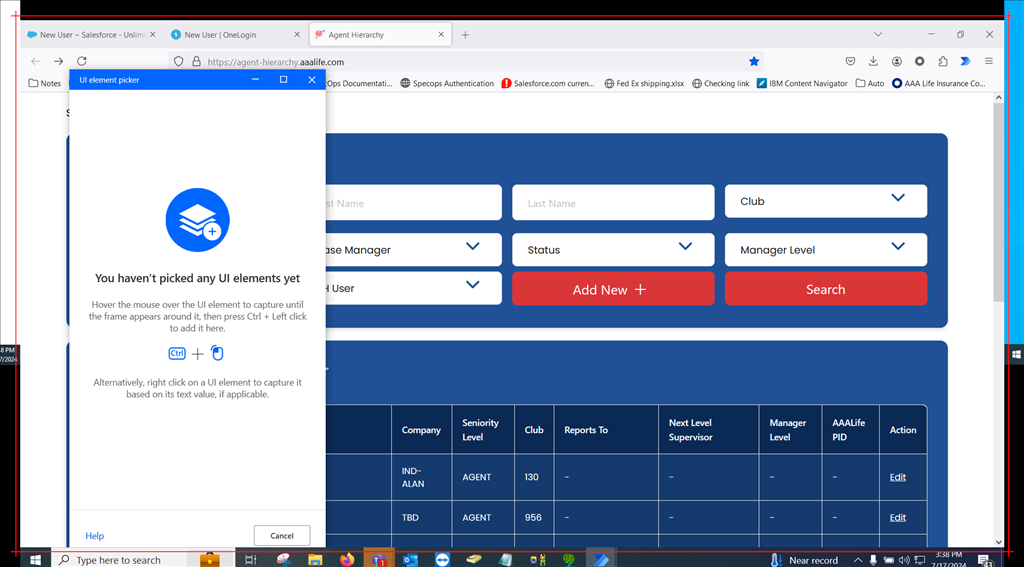 New User ~ Salesforce - Unlim
New User | OneLogin
Agent Hierarchy
https://agent-hierarchy.aaalife.com
Notes
Ops Documentati...
Specops Authentication
Salesforce.com curren...
Fed Ex shipping.xlsx
Checking link
IBM Content Navigator
Auto
AAA Life Insurance Co...
UI element picker
You haven't picked any UI elements yet
Hover the mouse over the UI element to capture until
the frame appears around it, then press Ctrl + Left click
to add it here.
Ctrl
Alternatively, right click on a UI element to capture it
based on its text value, if applicable.
Help
Cancel
st Name
Last Name
Club
ase Manager
Status
Manager Level
H User
Add New +
Search
Company
Seniority
Level
Club
Reports To
Next Level
Supervisor
Manager
Level
AAALife
PID
Action
IND-
ALAN
AGENT
130
-
-
-
-
Edit
TBD
AGENT
956
-
-
-
-
Edit
8 PM
7/2024
Type here to search
Near record
3:38 PM
7/17/2024
43